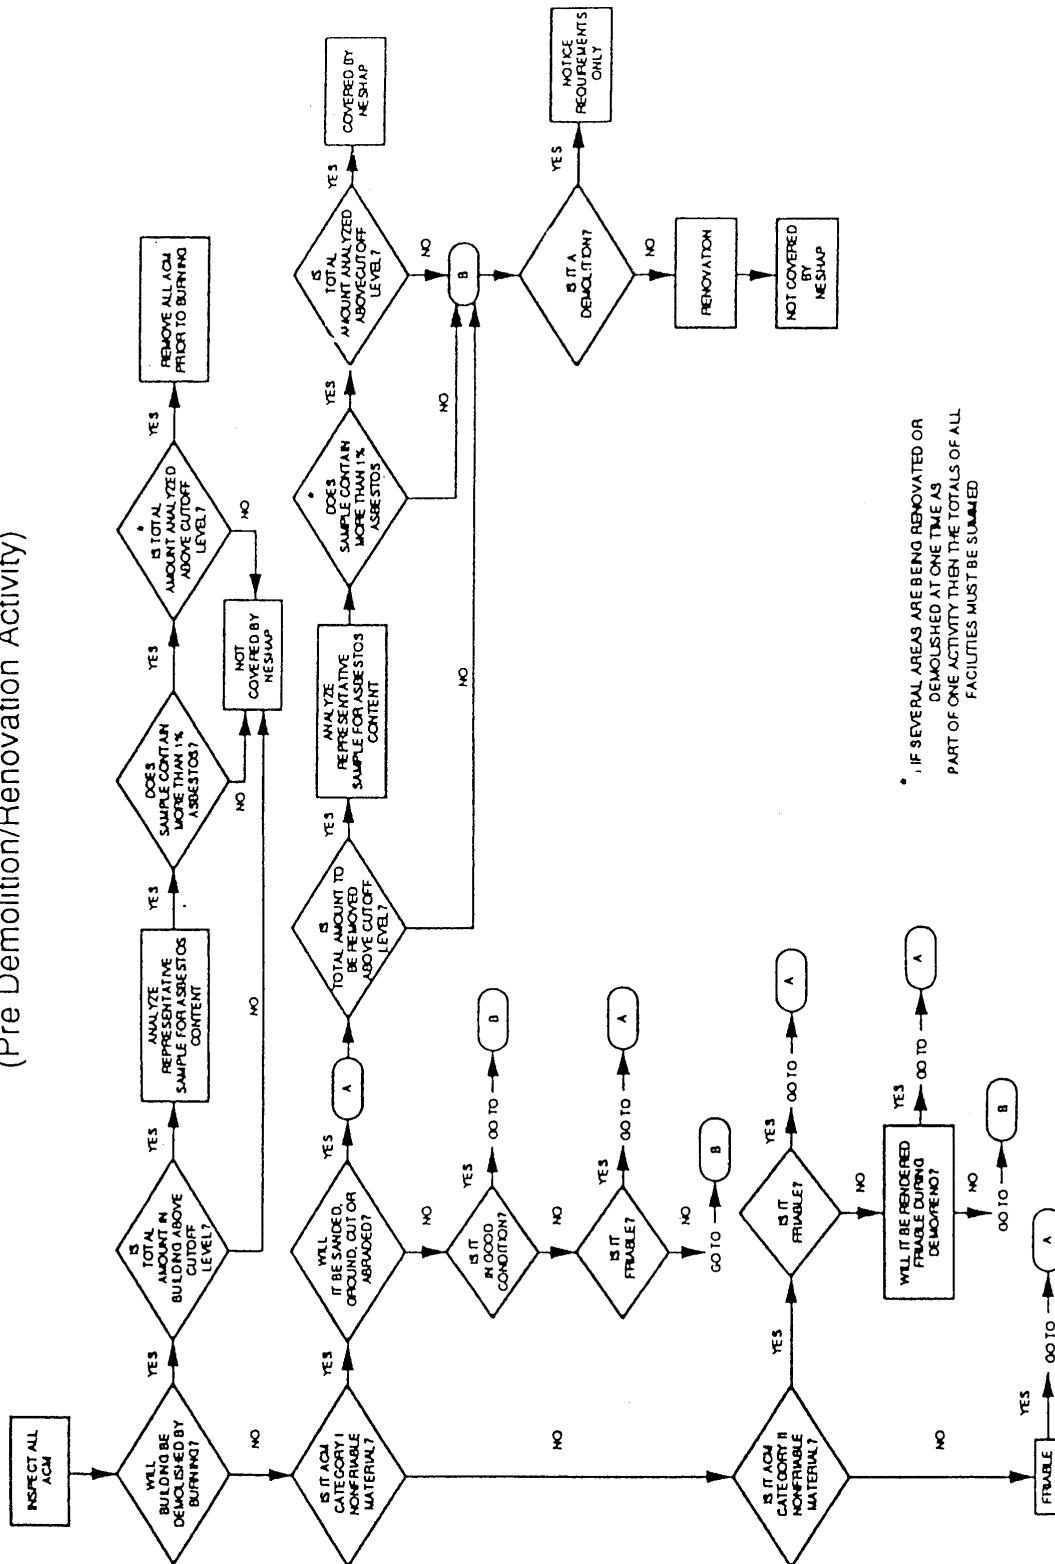 (Pre Demolition/Renovation Activity)
INSPECT ALL
ACM
WILL
BUILDING BE
DEMOLISHED BY
BURNING?
YES
IS
TOTAL
AMOUNT IN
BUILDING ABOVE
CUTOFF
LEVEL?
YES
ANALYZE
REPRESENTATIVE
SAMPLE FOR ASBESTOS
CONTENT
YES
DOES
SAMPLE CONTAIN
MORE THAN 1%
ASBESTOS?
YES
IS TOTAL *
AMOUNT ANALYZED
ABOVE CUTOFF
LEVEL?
YES
REMOVE ALL ACM
PRIOR TO BURNING
NO
NO
NO
NO
NOT
COVERED BY
NESHAP
IS IT ACM
CATEGORY I
NONFRIABLE
MATERIAL?
YES
WILL
IT BE SANDED,
GROUND, CUT OR
ABRADED?
YES
A
IS
TOTAL AMOUNT TO
BE REMOVED
ABOVE CUTOFF
LEVEL?
YES
ANALYZE
REPRESENTATIVE
SAMPLE FOR ASBESTOS
CONTENT
*
DOES
SAMPLE CONTAIN
MORE THAN 1%
ASBESTOS
YES
IS
TOTAL
AMOUNT ANALYZED
ABOVE CUTOFF
LEVEL?
YES
COVERED BY
NESHAP
NO
NO
NO
NO
B
IS IT
IN GOOD
CONDITION?
YES
GO TO
B
NO
IS IT
FRIABLE?
YES
GO TO
A
NO
GO TO
B
IS IT A
DEMOLITION?
YES
NOTICE
REQUIREMENTS
ONLY
NO
RENOVATION
NOT COVERED
BY
NESHAP
NO
IS IT ACM
CATEGORY II
NONFRIABLE
MATERIAL?
YES
IS IT
FRIABLE?
YES
GO TO
A
NO
WILL IT BE RENDERED
FRIABLE DURING
DEMO/RENO?
YES
GO TO
A
NO
GO TO
B
NO
FRIABLE
YES
GO TO
A
* , IF SEVERAL AREAS ARE BEING RENOVATED OR
DEMOLISHED AT ONE TIME AS
PART OF ONE ACTIVITY THEN THE TOTALS OF ALL
FACILITIES MUST BE SUMMED